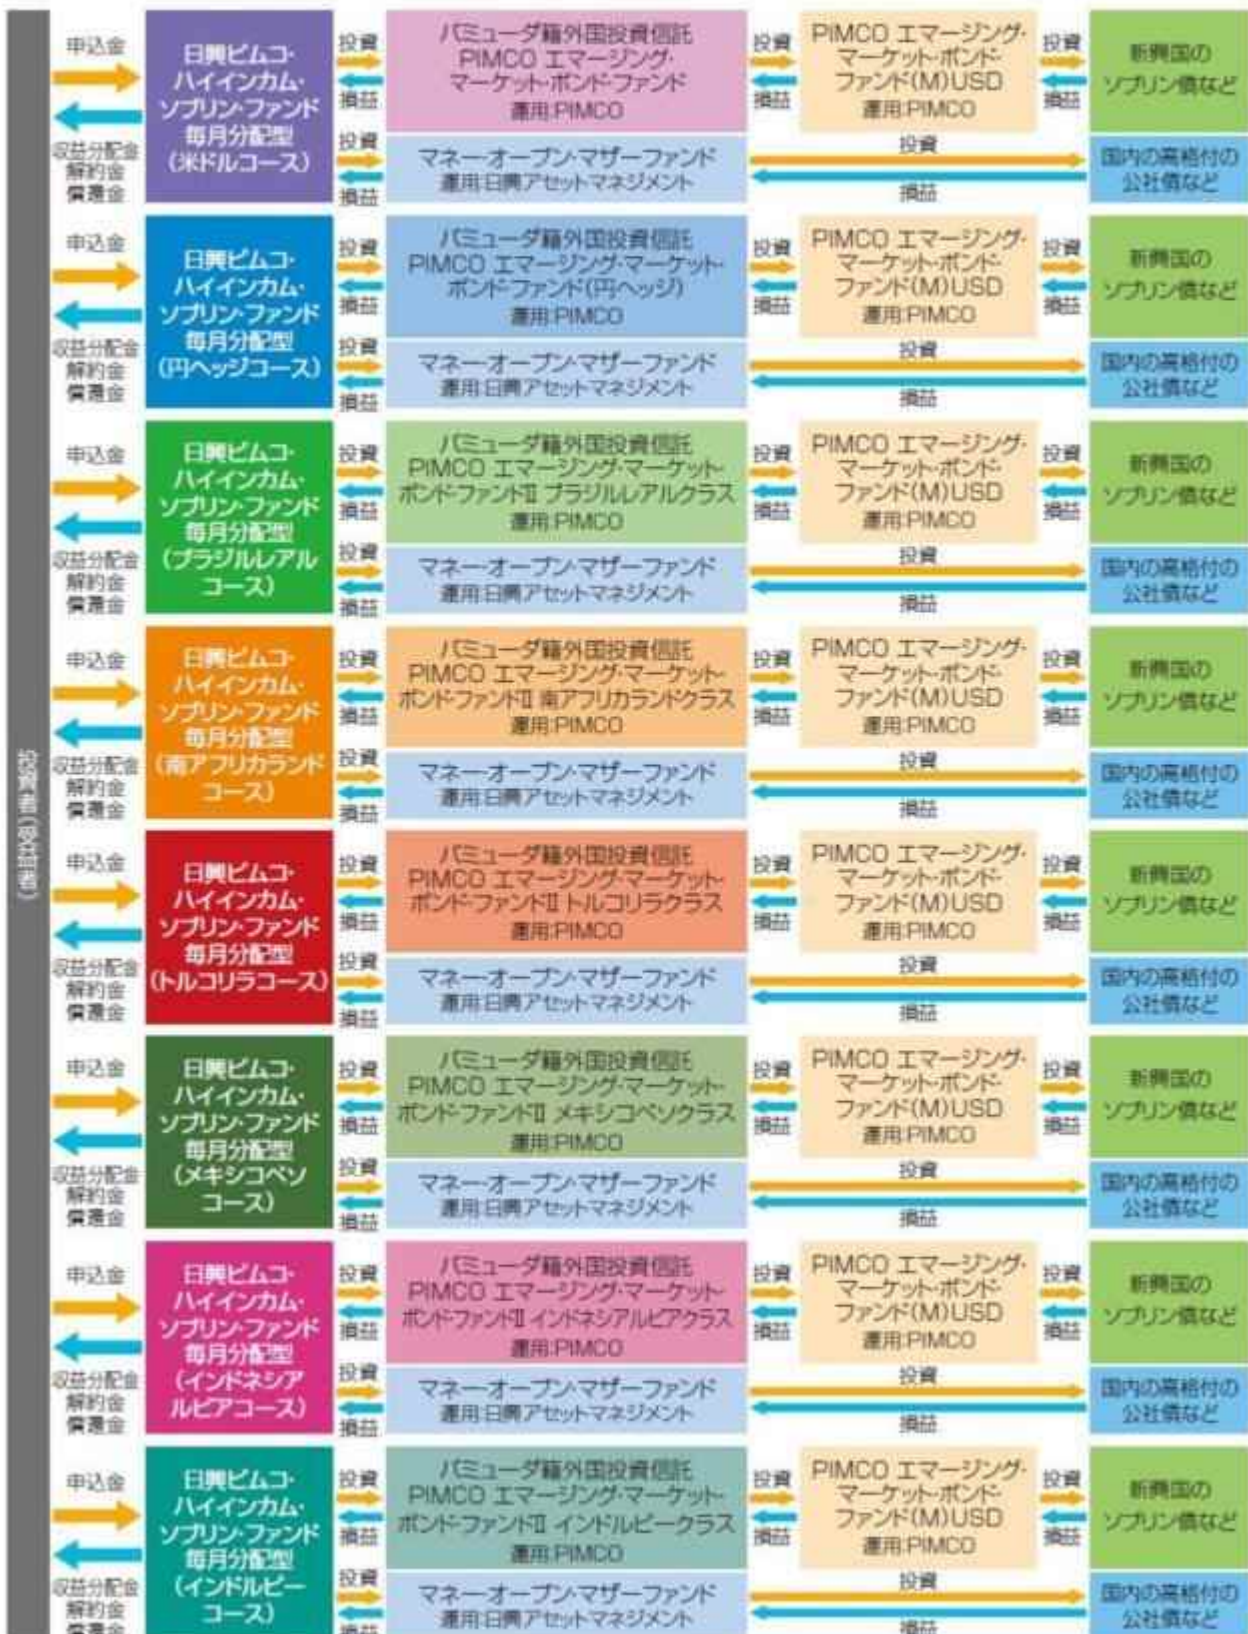 投資者(受益者)
申込金
収益分配金
解約金
償還金
日興ピムコ・
ハイインカム・
ソブリン・ファンド
毎月分配型
(米ドルコース)
投資
損益
投資
損益
バミューダ籍外国投資信託
PIMCO エマージング・
マーケット・ボンド・ファンド
運用:PIMCO
マネー・オープン・マザーファンド
運用:日興アセットマネジメント
投資
損益
PIMCO エマージング・
マーケット・ボンド・
ファンド(M)USD
運用:PIMCO
投資
損益
投資
損益
新興国の
ソブリン債など
国内の高格付の
公社債など
申込金
収益分配金
解約金
償還金
日興ピムコ・
ハイインカム・
ソブリン・ファンド
毎月分配型
(円ヘッジコース)
投資
損益
投資
損益
バミューダ籍外国投資信託
PIMCO エマージング・マーケット・
ボンド・ファンド(円ヘッジ)
運用:PIMCO
マネー・オープン・マザーファンド
運用:日興アセットマネジメント
投資
損益
PIMCO エマージング・
マーケット・ボンド・
ファンド(M)USD
運用:PIMCO
投資
損益
投資
損益
新興国の
ソブリン債など
国内の高格付の
公社債など
申込金
収益分配金
解約金
償還金
日興ピムコ・
ハイインカム・
ソブリン・ファンド
毎月分配型
(ブラジルレアル
コース)
投資
損益
投資
損益
バミューダ籍外国投資信託
PIMCO エマージング・マーケット・
ボンド・ファンドⅡ ブラジルレアルクラス
運用:PIMCO
マネー・オープン・マザーファンド
運用:日興アセットマネジメント
投資
損益
PIMCO エマージング・
マーケット・ボンド・
ファンド(M)USD
運用:PIMCO
投資
損益
投資
損益
新興国の
ソブリン債など
国内の高格付の
公社債など
申込金
収益分配金
解約金
償還金
日興ピムコ・
ハイインカム・
ソブリン・ファンド
毎月分配型
(南アフリカランド
コース)
投資
損益
投資
損益
バミューダ籍外国投資信託
PIMCO エマージング・マーケット・
ボンド・ファンドⅡ 南アフリカランドクラス
運用:PIMCO
マネー・オープン・マザーファンド
運用:日興アセットマネジメント
投資
損益
PIMCO エマージング・
マーケット・ボンド・
ファンド(M)USD
運用:PIMCO
投資
損益
投資
損益
新興国の
ソブリン債など
国内の高格付の
公社債など
申込金
収益分配金
解約金
償還金
日興ピムコ・
ハイインカム・
ソブリン・ファンド
毎月分配型
(トルコリラコース)
投資
損益
投資
損益
バミューダ籍外国投資信託
PIMCO エマージング・マーケット・
ボンド・ファンドⅡ トルコリラクラス
運用:PIMCO
マネー・オープン・マザーファンド
運用:日興アセットマネジメント
投資
損益
PIMCO エマージング・
マーケット・ボンド・
ファンド(M)USD
運用:PIMCO
投資
損益
投資
損益
新興国の
ソブリン債など
国内の高格付の
公社債など
申込金
収益分配金
解約金
償還金
日興ピムコ・
ハイインカム・
ソブリン・ファンド
毎月分配型
(メキシコペソ
コース)
投資
損益
投資
損益
バミューダ籍外国投資信託
PIMCO エマージング・マーケット・
ボンド・ファンドⅡ メキシコペソクラス
運用:PIMCO
マネー・オープン・マザーファンド
運用:日興アセットマネジメント
投資
損益
PIMCO エマージング・
マーケット・ボンド・
ファンド(M)USD
運用:PIMCO
投資
損益
投資
損益
新興国の
ソブリン債など
国内の高格付の
公社債など
申込金
収益分配金
解約金
償還金
日興ピムコ・
ハイインカム・
ソブリン・ファンド
毎月分配型
(インドネシア
ルピアコース)
投資
損益
投資
損益
バミューダ籍外国投資信託
PIMCO エマージング・マーケット・
ボンド・ファンドⅡ インドネシアルピアクラス
運用:PIMCO
マネー・オープン・マザーファンド
運用:日興アセットマネジメント
投資
損益
PIMCO エマージング・
マーケット・ボンド・
ファンド(M)USD
運用:PIMCO
投資
損益
投資
損益
新興国の
ソブリン債など
国内の高格付の
公社債など
申込金
収益分配金
解約金
償還金
日興ピムコ・
ハイインカム・
ソブリン・ファンド
毎月分配型
(インドルピー
コース)
投資
損益
投資
損益
バミューダ籍外国投資信託
PIMCO エマージング・マーケット・
ボンド・ファンドⅡ インドルピークラス
運用:PIMCO
マネー・オープン・マザーファンド
運用:日興アセットマネジメント
投資
損益
PIMCO エマージング・
マーケット・ボンド・
ファンド(M)USD
運用:PIMCO
投資
損益
投資
損益
新興国の
ソブリン債など
国内の高格付の
公社債など